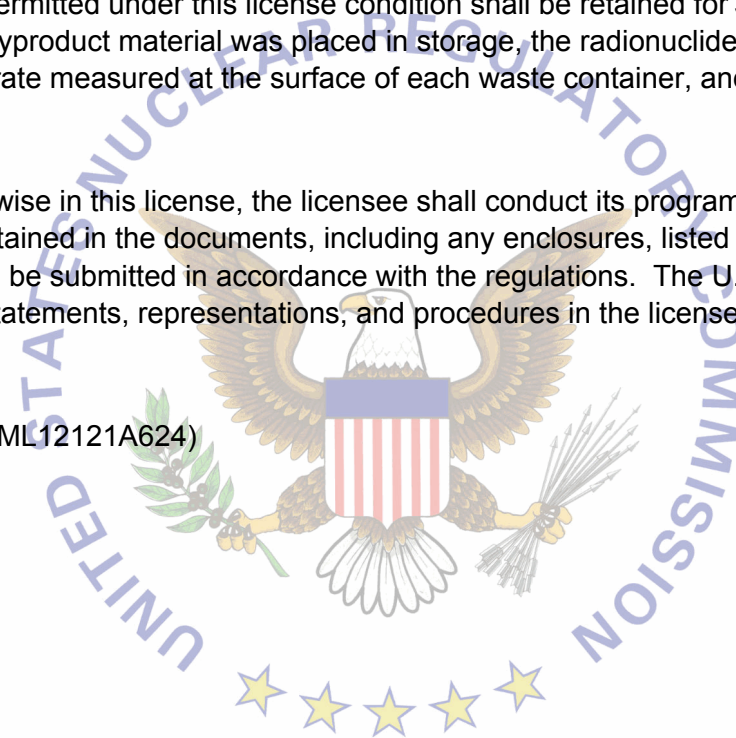 ermitted under this license condition shall be retained for
yproduct material was placed in storage, the radionuclide
rate measured at the surface of each waste container, and
wise in this license, the licensee shall conduct its program
tained in the documents, including any enclosures, listed
be submitted in accordance with the regulations. The U.
tatements, representations, and procedures in the license
ML12121A624)
UNITED STATES NUCLEAR REGULATORY COMMISSION